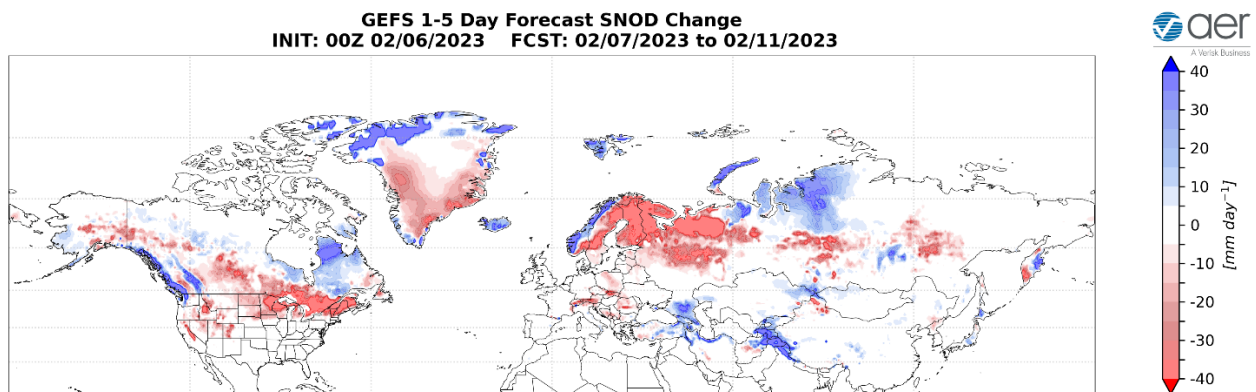 GEFS 1-5 Day Forecast SNOD Change
INIT: 00Z 02/06/2023 FCST: 02/07/2023 to 02/11/2023
aer
A Verisk Business
40
30
20
10
0
-10
-20
-30
-40
[mm day⁻¹]